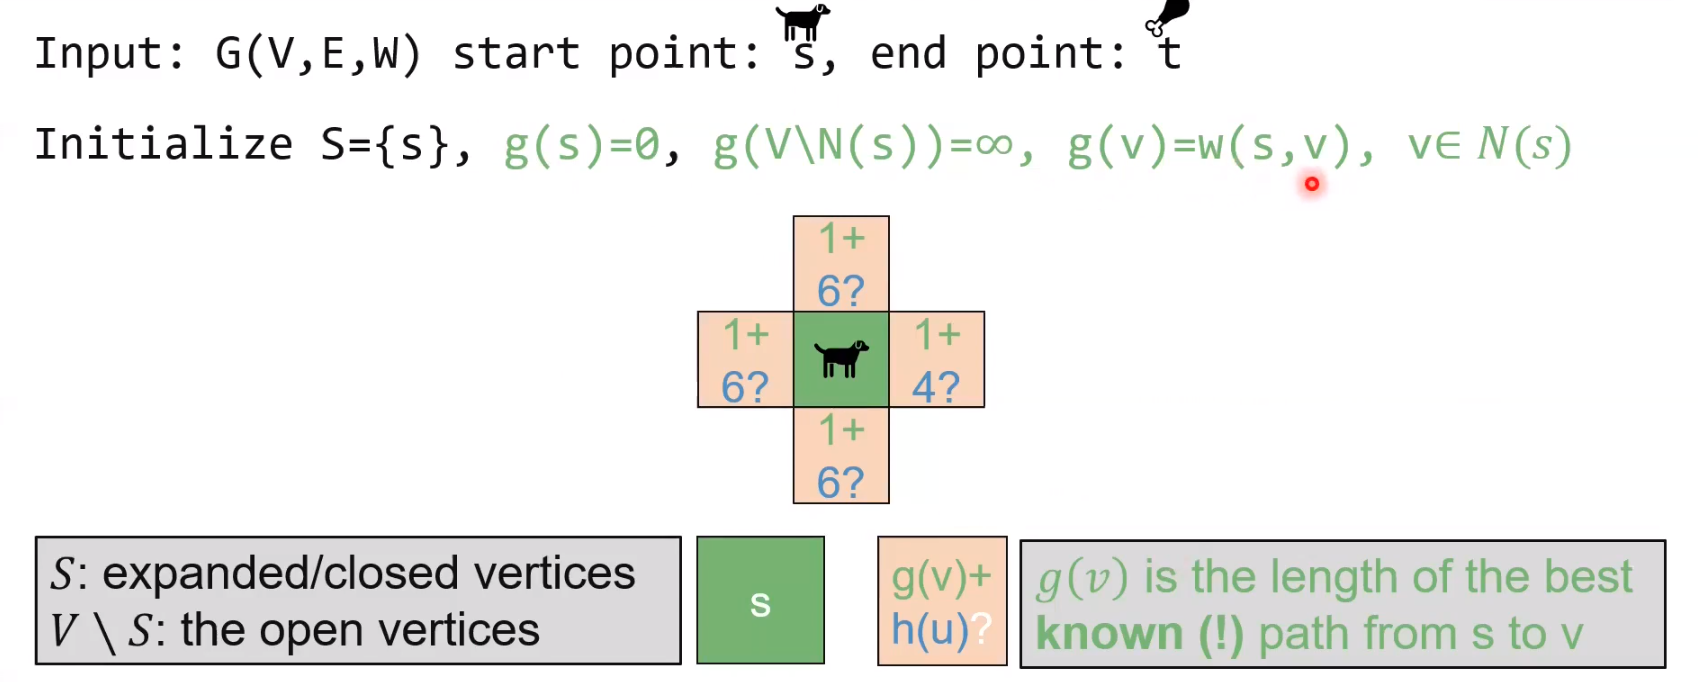 Input: G(V,E,W) start point: s, end point: t
Initialize S={s}, g(s)=0, g(V\N(s))=∞, g(v)=w(s,v), v∈ N(s)
1+
6?
1+
6?
1+
4?
1+
6?
S: expanded/closed vertices
V \ S: the open vertices
s
g(v)+
h(u)?
g(v) is the length of the best
known (!) path from s to v